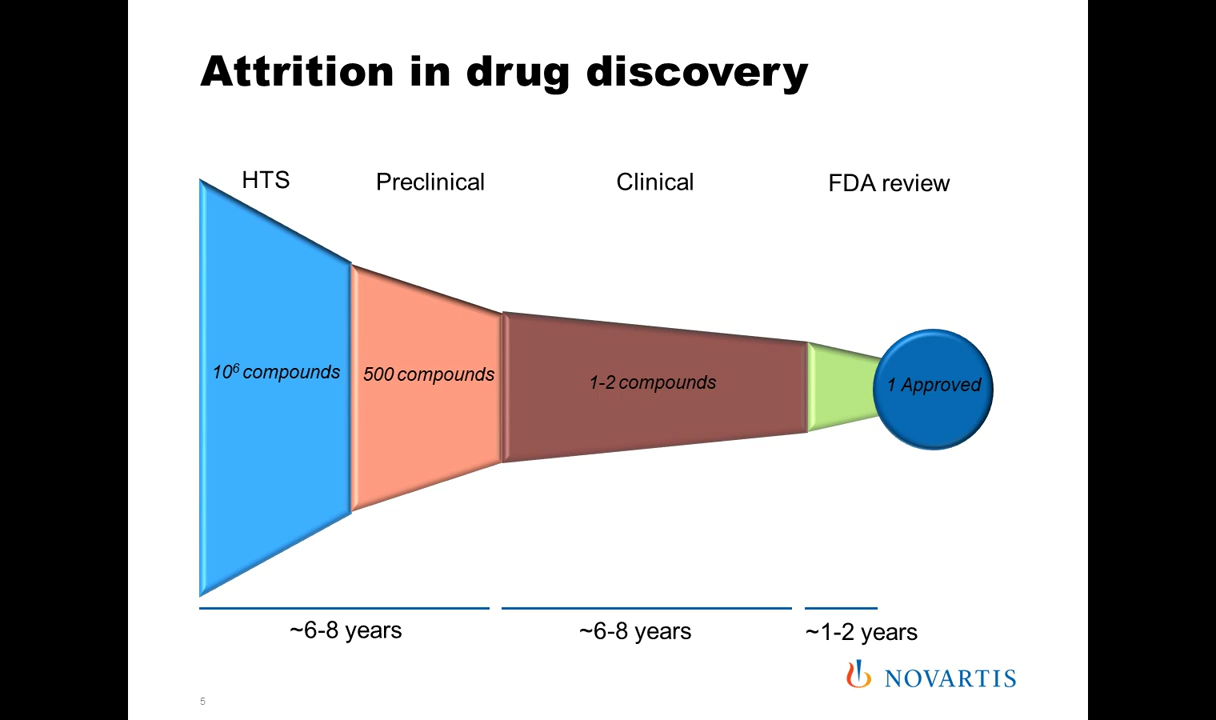 Attrition in drug discovery
HTS
Preclinical
Clinical
FDA review
10⁶ compounds
500 compounds
1-2 compounds
1 Approved
~6-8 years
~6-8 years
~1-2 years
NOVARTIS
5